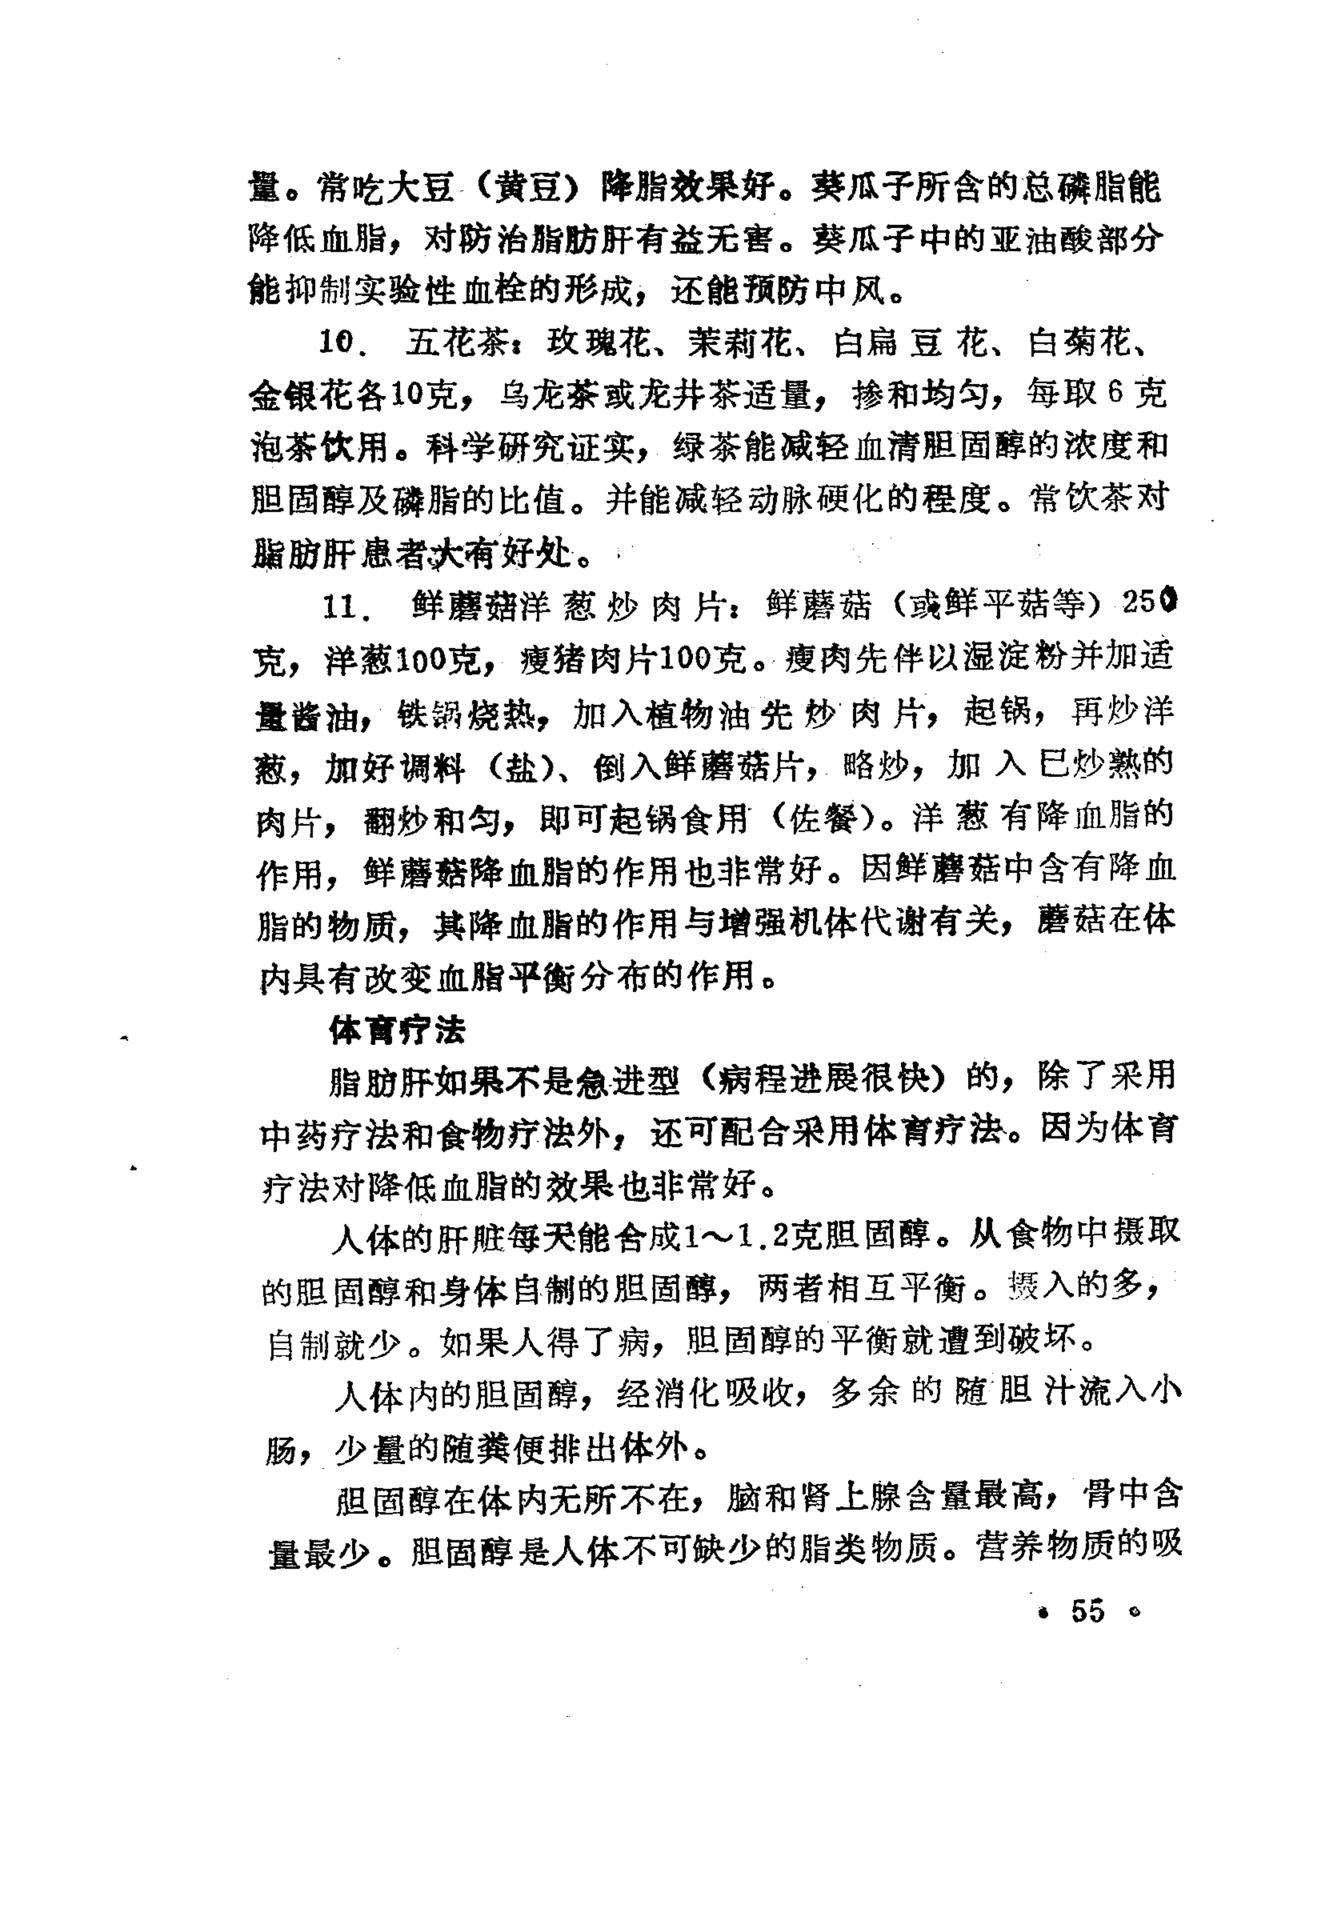 量。常吃大豆（黄豆）降脂效果好。葵瓜子所含的总磷脂能
降低血脂，对防治脂肪肝有益无害。葵瓜子中的亚油酸部分
能抑制实验性血栓的形成，还能预防中风。
10． 五花茶：玫瑰花、茉莉花、白扁豆花、白菊花、
金银花各10克，乌龙茶或龙井茶适量，掺和均匀，每取6克
泡茶饮用。科学研究证实，绿茶能减轻血清胆固醇的浓度和
胆固醇及磷脂的比值。并能减轻动脉硬化的程度。常饮茶对
脂肪肝患者大有好处。
11． 鲜蘑菇洋葱炒肉片：鲜蘑菇（或鲜平菇等）250
克，洋葱100克，瘦猪肉片100克。瘦肉先伴以湿淀粉并加适
量酱油，铁锅烧热，加入植物油先炒肉片，起锅，再炒洋
葱，加好调料（盐）、倒入鲜蘑菇片，略炒，加入已炒熟的
肉片，翻炒和匀，即可起锅食用（佐餐）。洋葱有降血脂的
作用，鲜蘑菇降血脂的作用也非常好。因鲜蘑菇中含有降血
脂的物质，其降血脂的作用与增强机体代谢有关，蘑菇在体
内具有改变血脂平衡分布的作用。
体育疗法
脂肪肝如果不是急进型（病程进展很快）的，除了采用
中药疗法和食物疗法外，还可配合采用体育疗法。因为体育
疗法对降低血脂的效果也非常好。
人体的肝脏每天能合成1～1.2克胆固醇。从食物中摄取
的胆固醇和身体自制的胆固醇，两者相互平衡。摄入的多，
自制就少。如果人得了病，胆固醇的平衡就遭到破坏。
人体内的胆固醇，经消化吸收，多余的随胆汁流入小
肠，少量的随粪便排出体外。
胆固醇在体内无所不在，脑和肾上腺含量最高，骨中含
量最少。胆固醇是人体不可缺少的脂类物质。营养物质的吸
• 55 •